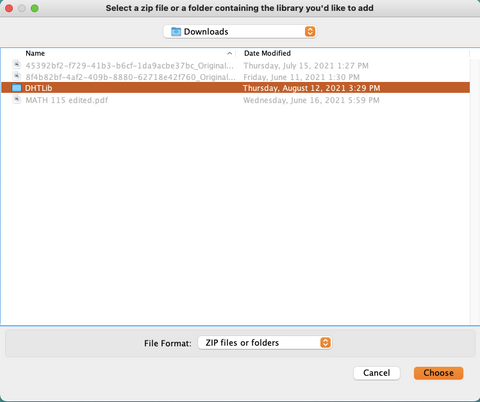 Select a zip file or a folder containing the library you'd like to add
Downloads
Name Date Modified
45392bf2-f729-41b3-b6cf-1da9acbe37bc_Original... Thursday, July 15, 2021 1:27 PM
8f4b82bf-4af2-409b-8880-62718e42f760_Original... Friday, June 11, 2021 1:30 PM
DHTLib Thursday, August 12, 2021 3:29 PM
MATH 115 edited.pdf Wednesday, June 16, 2021 5:59 PM
File Format: ZIP files or folders
Cancel Choose